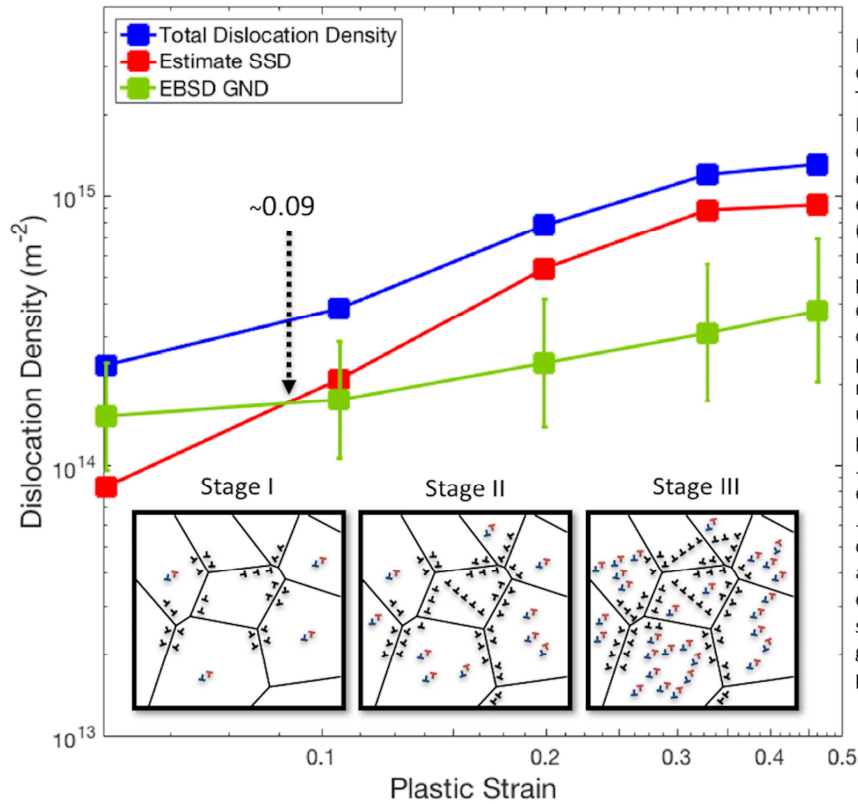 Total Dislocation Density
Estimate SSD
EBSD GND
10^15
~0.09
10^14
Stage I
Stage II
Stage III
10^13
0.1
0.2
0.3
0.4
0.5
Dislocation Density (m^-2)
Plastic Strain